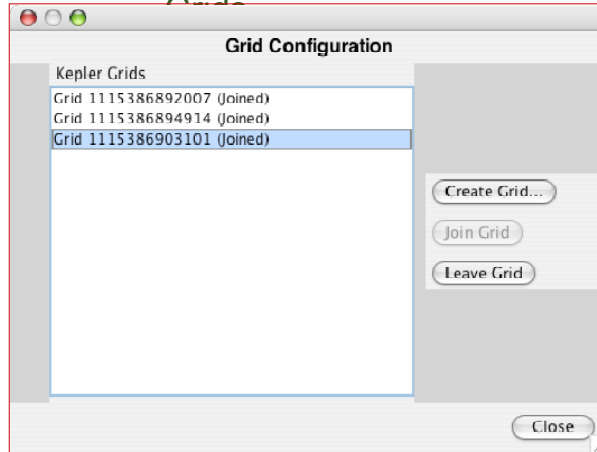 Grids
Grid Configuration
Kepler Grids
Grid 1115386892007 (Joined)
Grid 1115386894914 (Joined)
Grid 1115386903101 (Joined)
Create Grid...
Join Grid
Leave Grid
Close